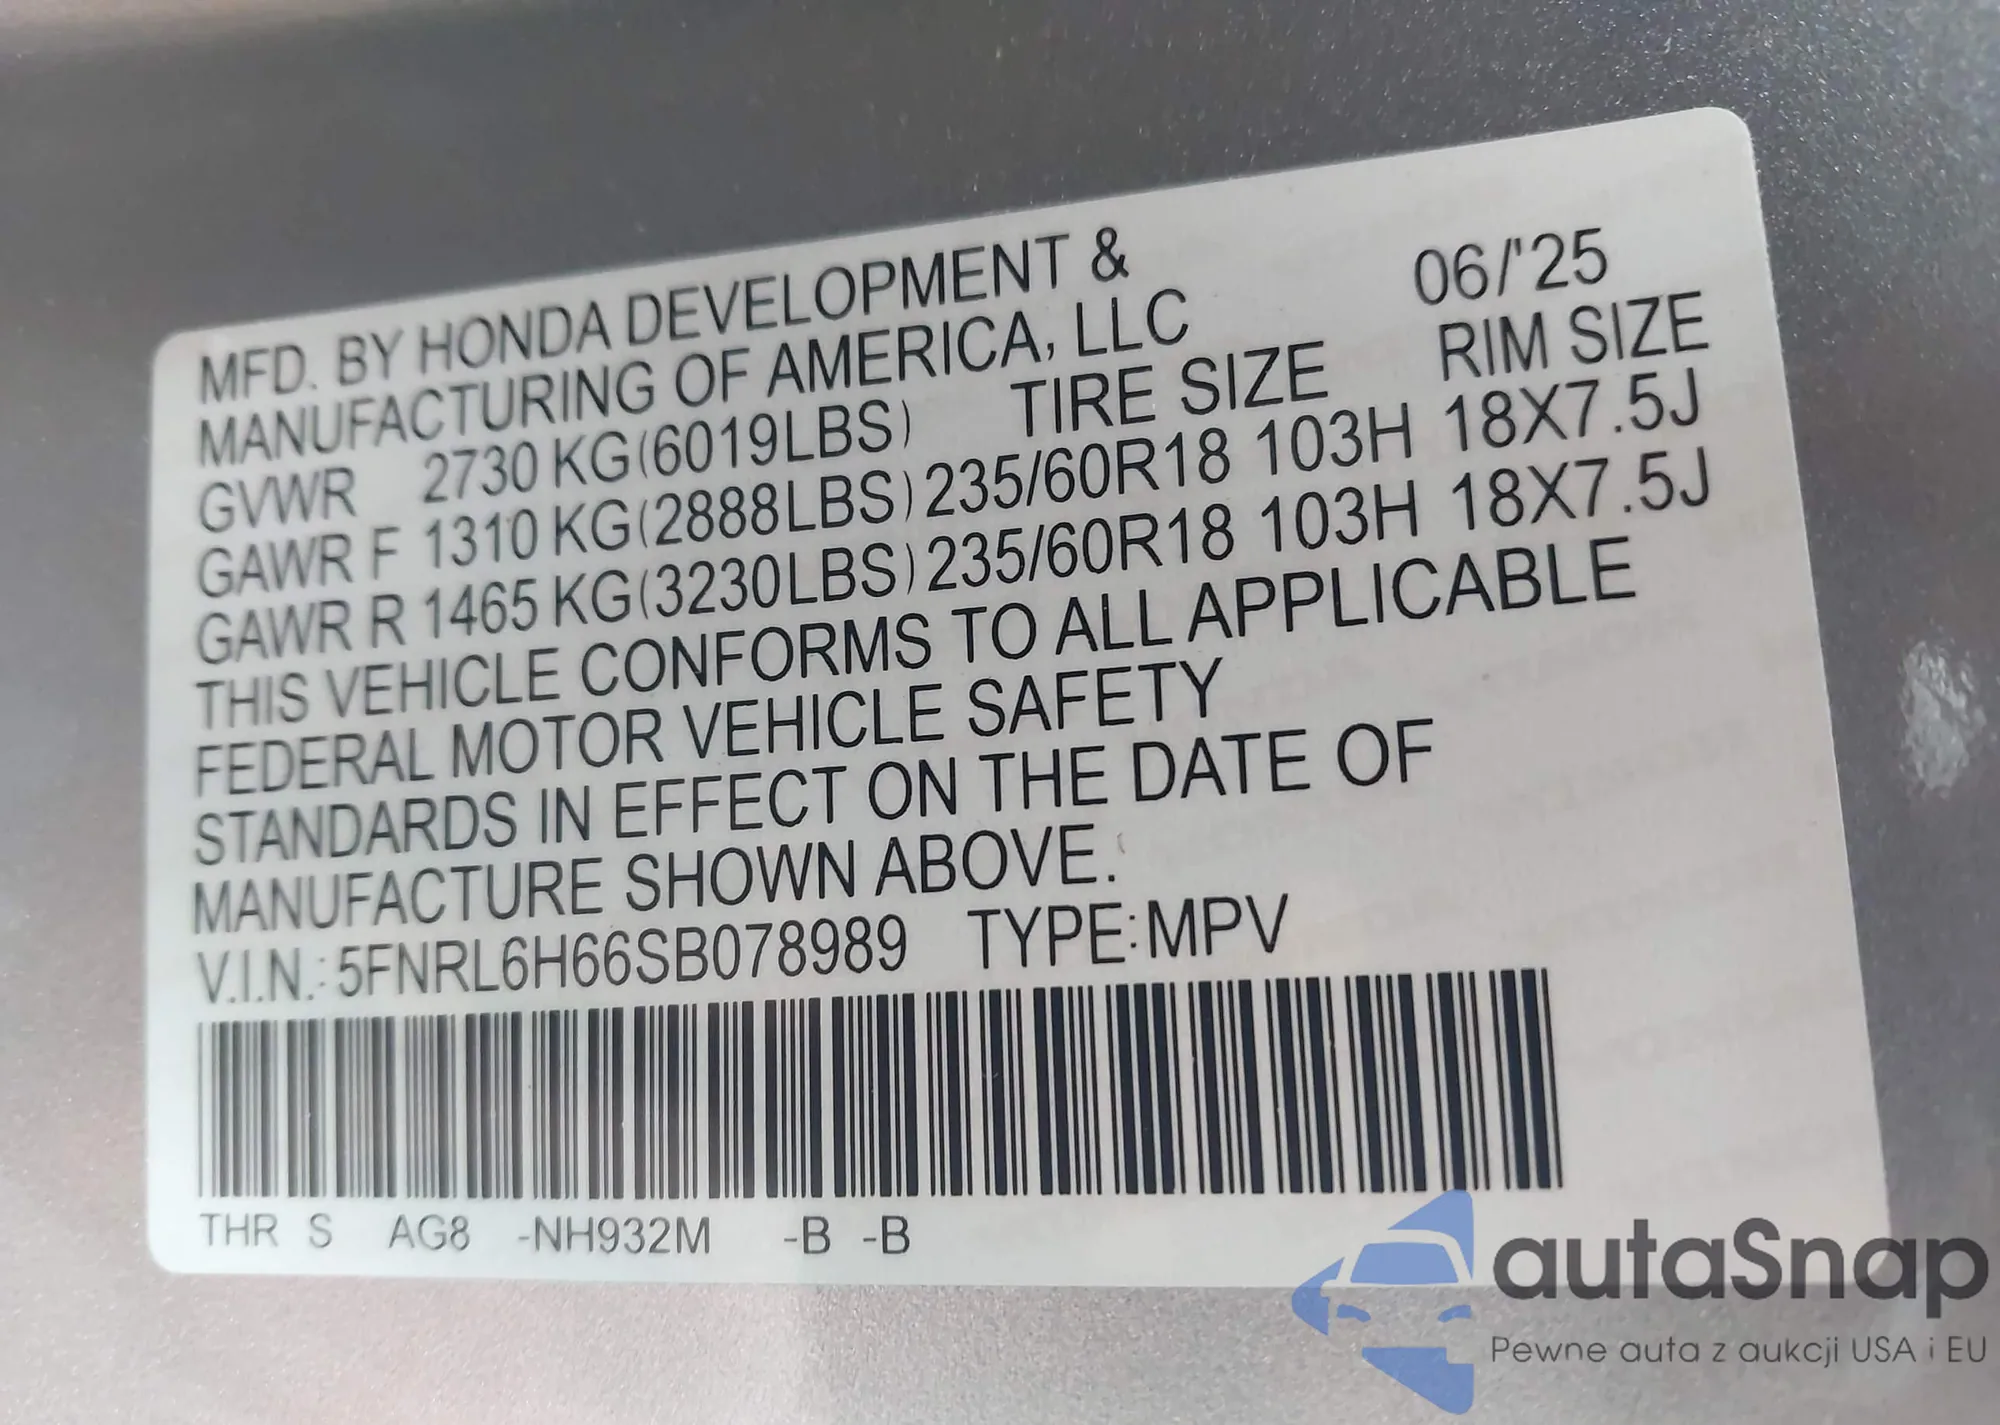 MFD. BY HONDA DEVELOPMENT &
MANUFACTURING OF AMERICA, LLC 06/'25
GVWR 2730 KG(6019LBS) TIRE SIZE RIM SIZE
GAWR F 1310 KG(2888LBS) 235/60R18 103H 18X7.5J
GAWR R 1465 KG(3230LBS) 235/60R18 103H 18X7.5J
THIS VEHICLE CONFORMS TO ALL APPLICABLE
FEDERAL MOTOR VEHICLE SAFETY
STANDARDS IN EFFECT ON THE DATE OF
MANUFACTURE SHOWN ABOVE.
V.I.N.: 5FNRL6H66SB078989 TYPE:MPV
THR S AG8 -NH932M -B -B
autaSnap
Pewne auta z aukcji USA i EU